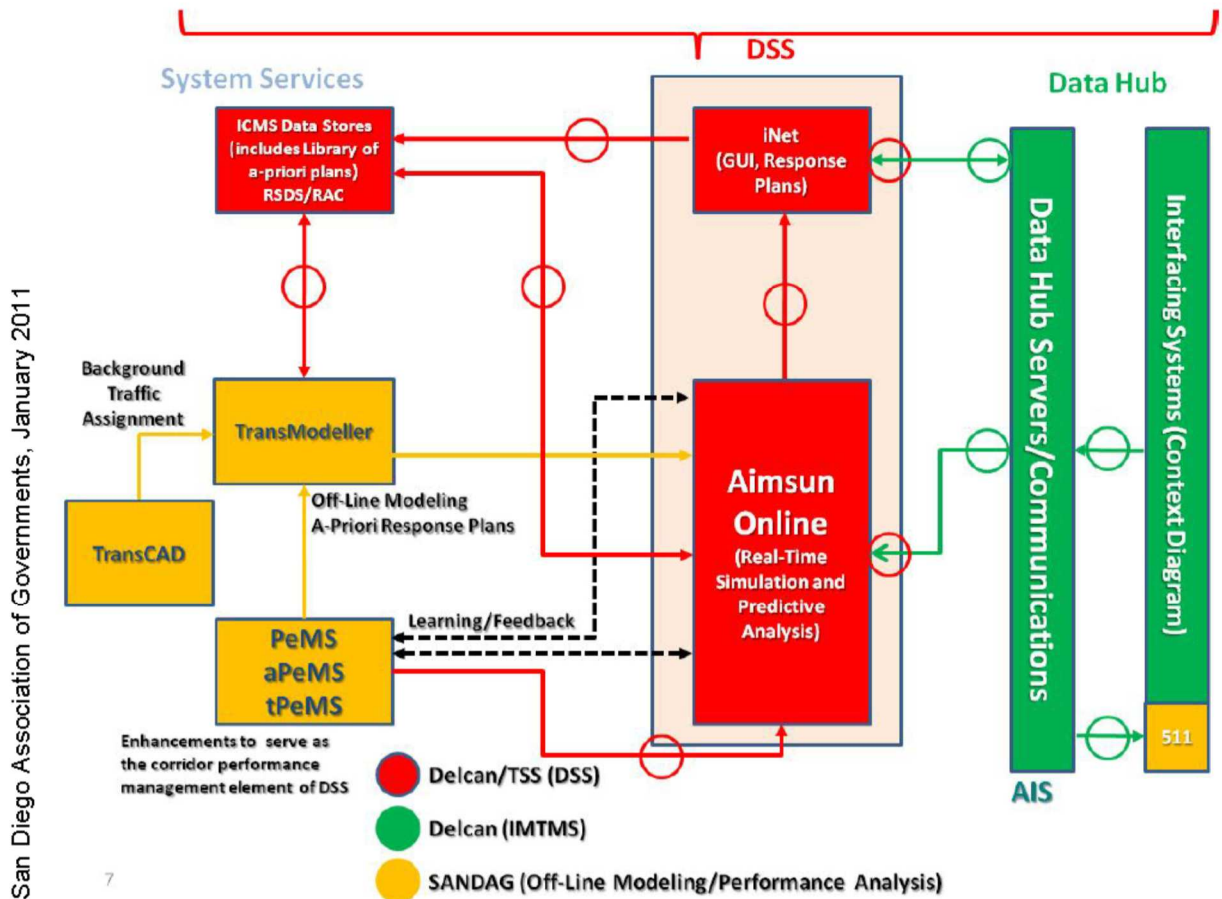 DSS
System Services
Data Hub
ICMS Data Stores
(includes Library of
a-priori plans)
RSDS/RAC
iNet
(GUI, Response
Plans)
Data Hub Servers/Communications
Interfacing Systems (Context Diagram)
San Diego Association of Governments, January 2011
Background
Traffic
Assignment
TransModeller
Off-Line Modeling
A-Priori Response Plans
TransCAD
Aimsun
Online
(Real-Time
Simulation and
Predictive
Analysis)
Learning/Feedback
PeMS
aPeMS
tPeMS
511
Enhancements to serve as
the corridor performance
management element of DSS
AIS
Delcan/TSS (DSS)
Delcan (IMTMS)
SANDAG (Off-Line Modeling/Performance Analysis)
7